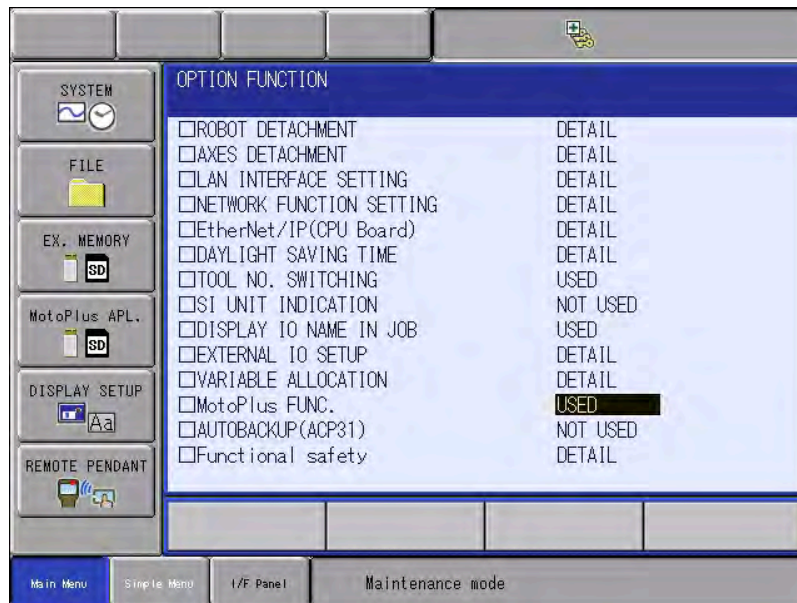 SYSTEM
FILE
EX. MEMORY
SD
MotoPlus APL.
SD
DISPLAY SETUP
Aa
REMOTE PENDANT
OPTION FUNCTION
□ROBOT DETACHMENT DETAIL
□AXES DETACHMENT DETAIL
□LAN INTERFACE SETTING DETAIL
□NETWORK FUNCTION SETTING DETAIL
□EtherNet/IP(CPU Board) DETAIL
□DAYLIGHT SAVING TIME DETAIL
□TOOL NO. SWITCHING USED
□SI UNIT INDICATION NOT USED
□DISPLAY IO NAME IN JOB USED
□EXTERNAL IO SETUP DETAIL
□VARIABLE ALLOCATION DETAIL
□MotoPlus FUNC. USED
□AUTOBACKUP(ACP31) NOT USED
□Functional safety DETAIL
Main Menu Simple Menu I/F Panel Maintenance mode